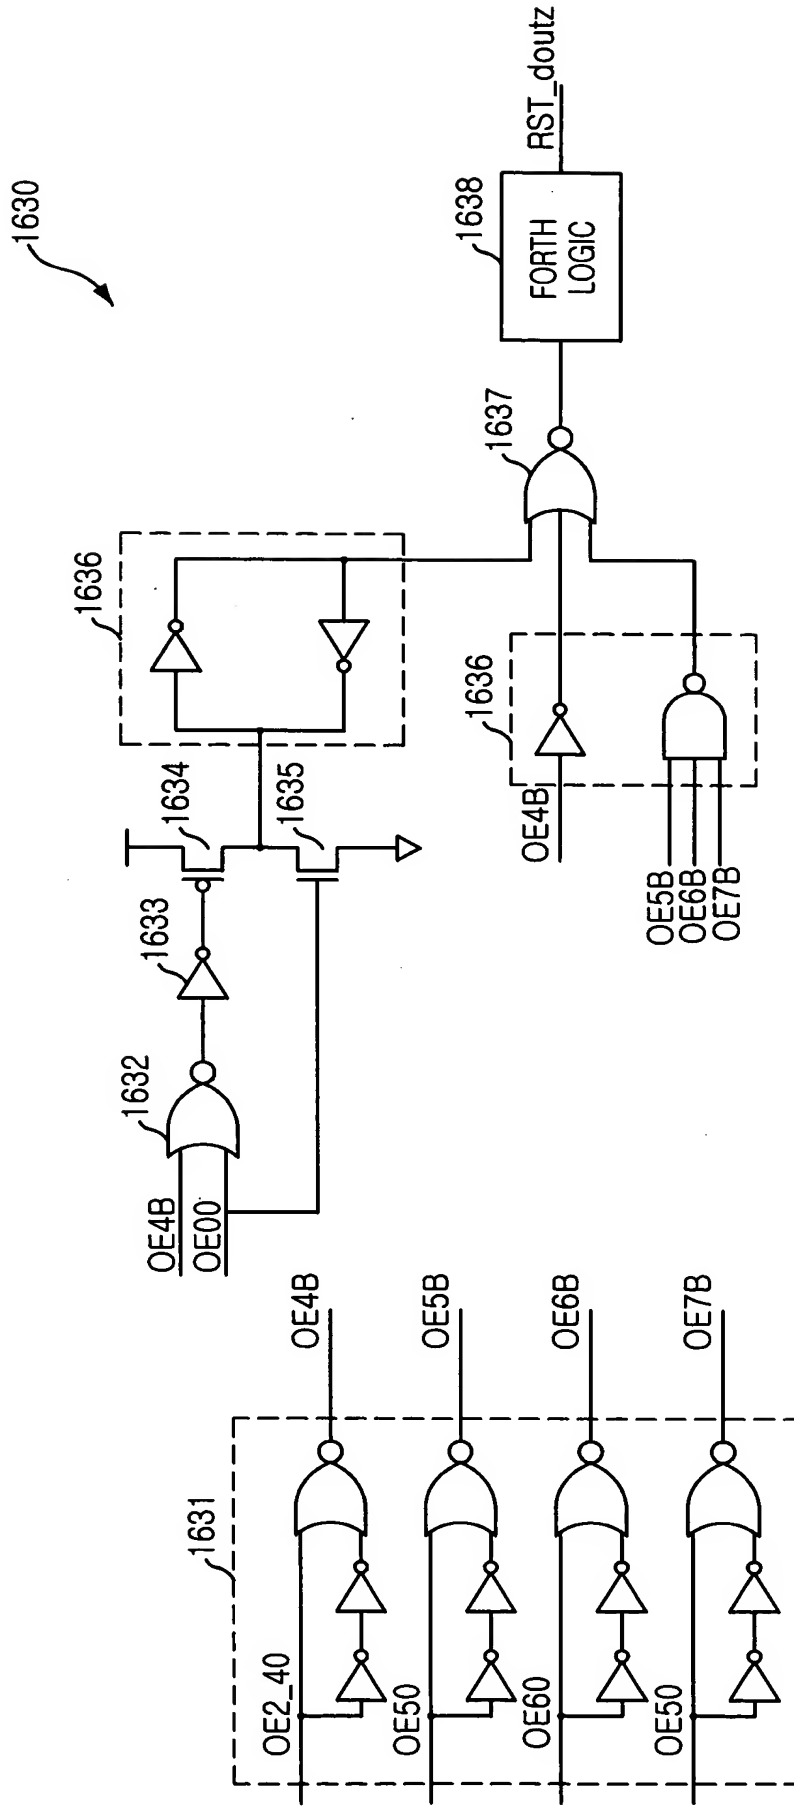 1630
1631
OE2_40
OE4B
OE50
OE5B
OE60
OE6B
OE50
OE7B
OE4B
OE00
1632
1633
1634
1635
1636
OE4B
1636
OE5B
OE6B
OE7B
1637
1638
FORTH
LOGIC
RST_doutz